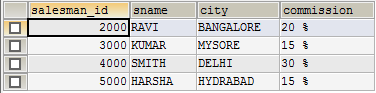 salesman_id sname city commission
2000 RAVI BANGALORE 20 %
3000 KUMAR MYSORE 15 %
4000 SMITH DELHI 30 %
5000 HARSHA HYDRABAD 15 %